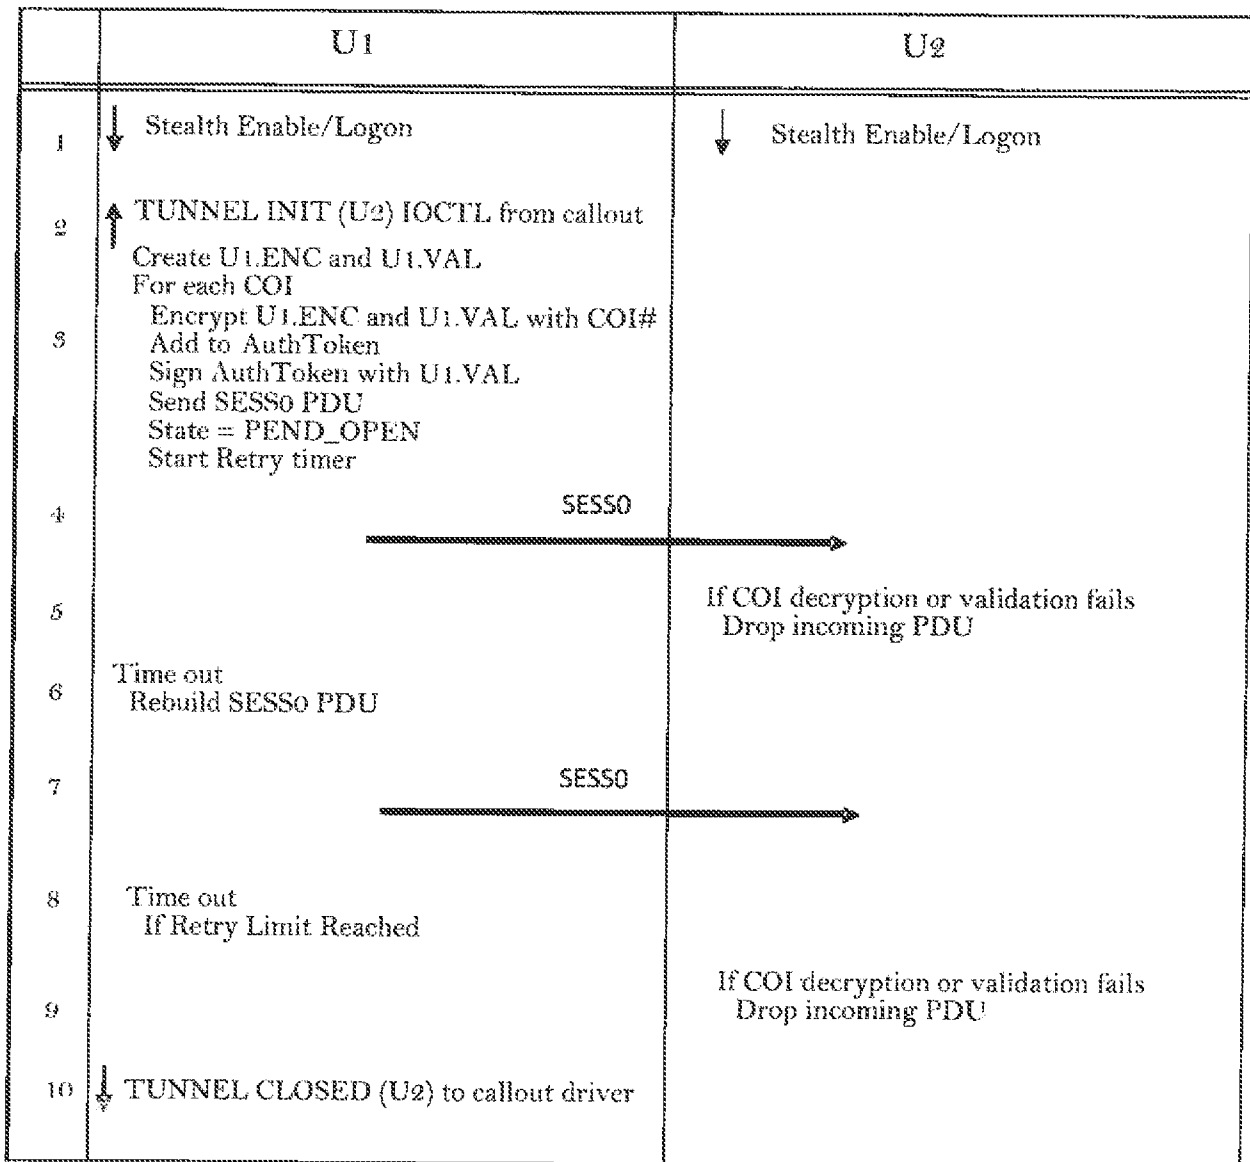 U1
U2
1
Stealth Enable/Logon
Stealth Enable/Logon
2
TUNNEL INIT (U2) IOCTL from callout
Create U1.ENC and U1.VAL
For each COI
Encrypt U1.ENC and U1.VAL with COI#
3
Add to AuthToken
Sign AuthToken with U1.VAL
Send SESS0 PDU
State = PEND_OPEN
Start Retry timer
4
SESS0
5
If COI decryption or validation fails
Drop incoming PDU
6
Time out
Rebuild SESS0 PDU
7
SESS0
8
Time out
If Retry Limit Reached
9
If COI decryption or validation fails
Drop incoming PDU
10
TUNNEL CLOSED (U2) to callout driver